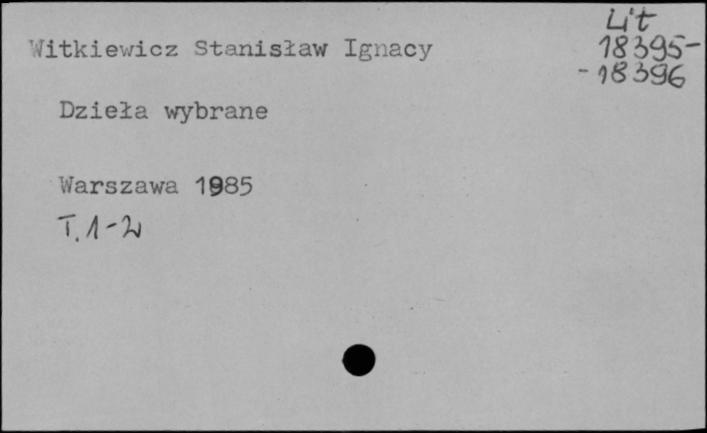 Lit
Witkiewicz Stanisław Ignacy
18395-
-18396
Dzieła wybrane
Warszawa 1985
T. 1-2